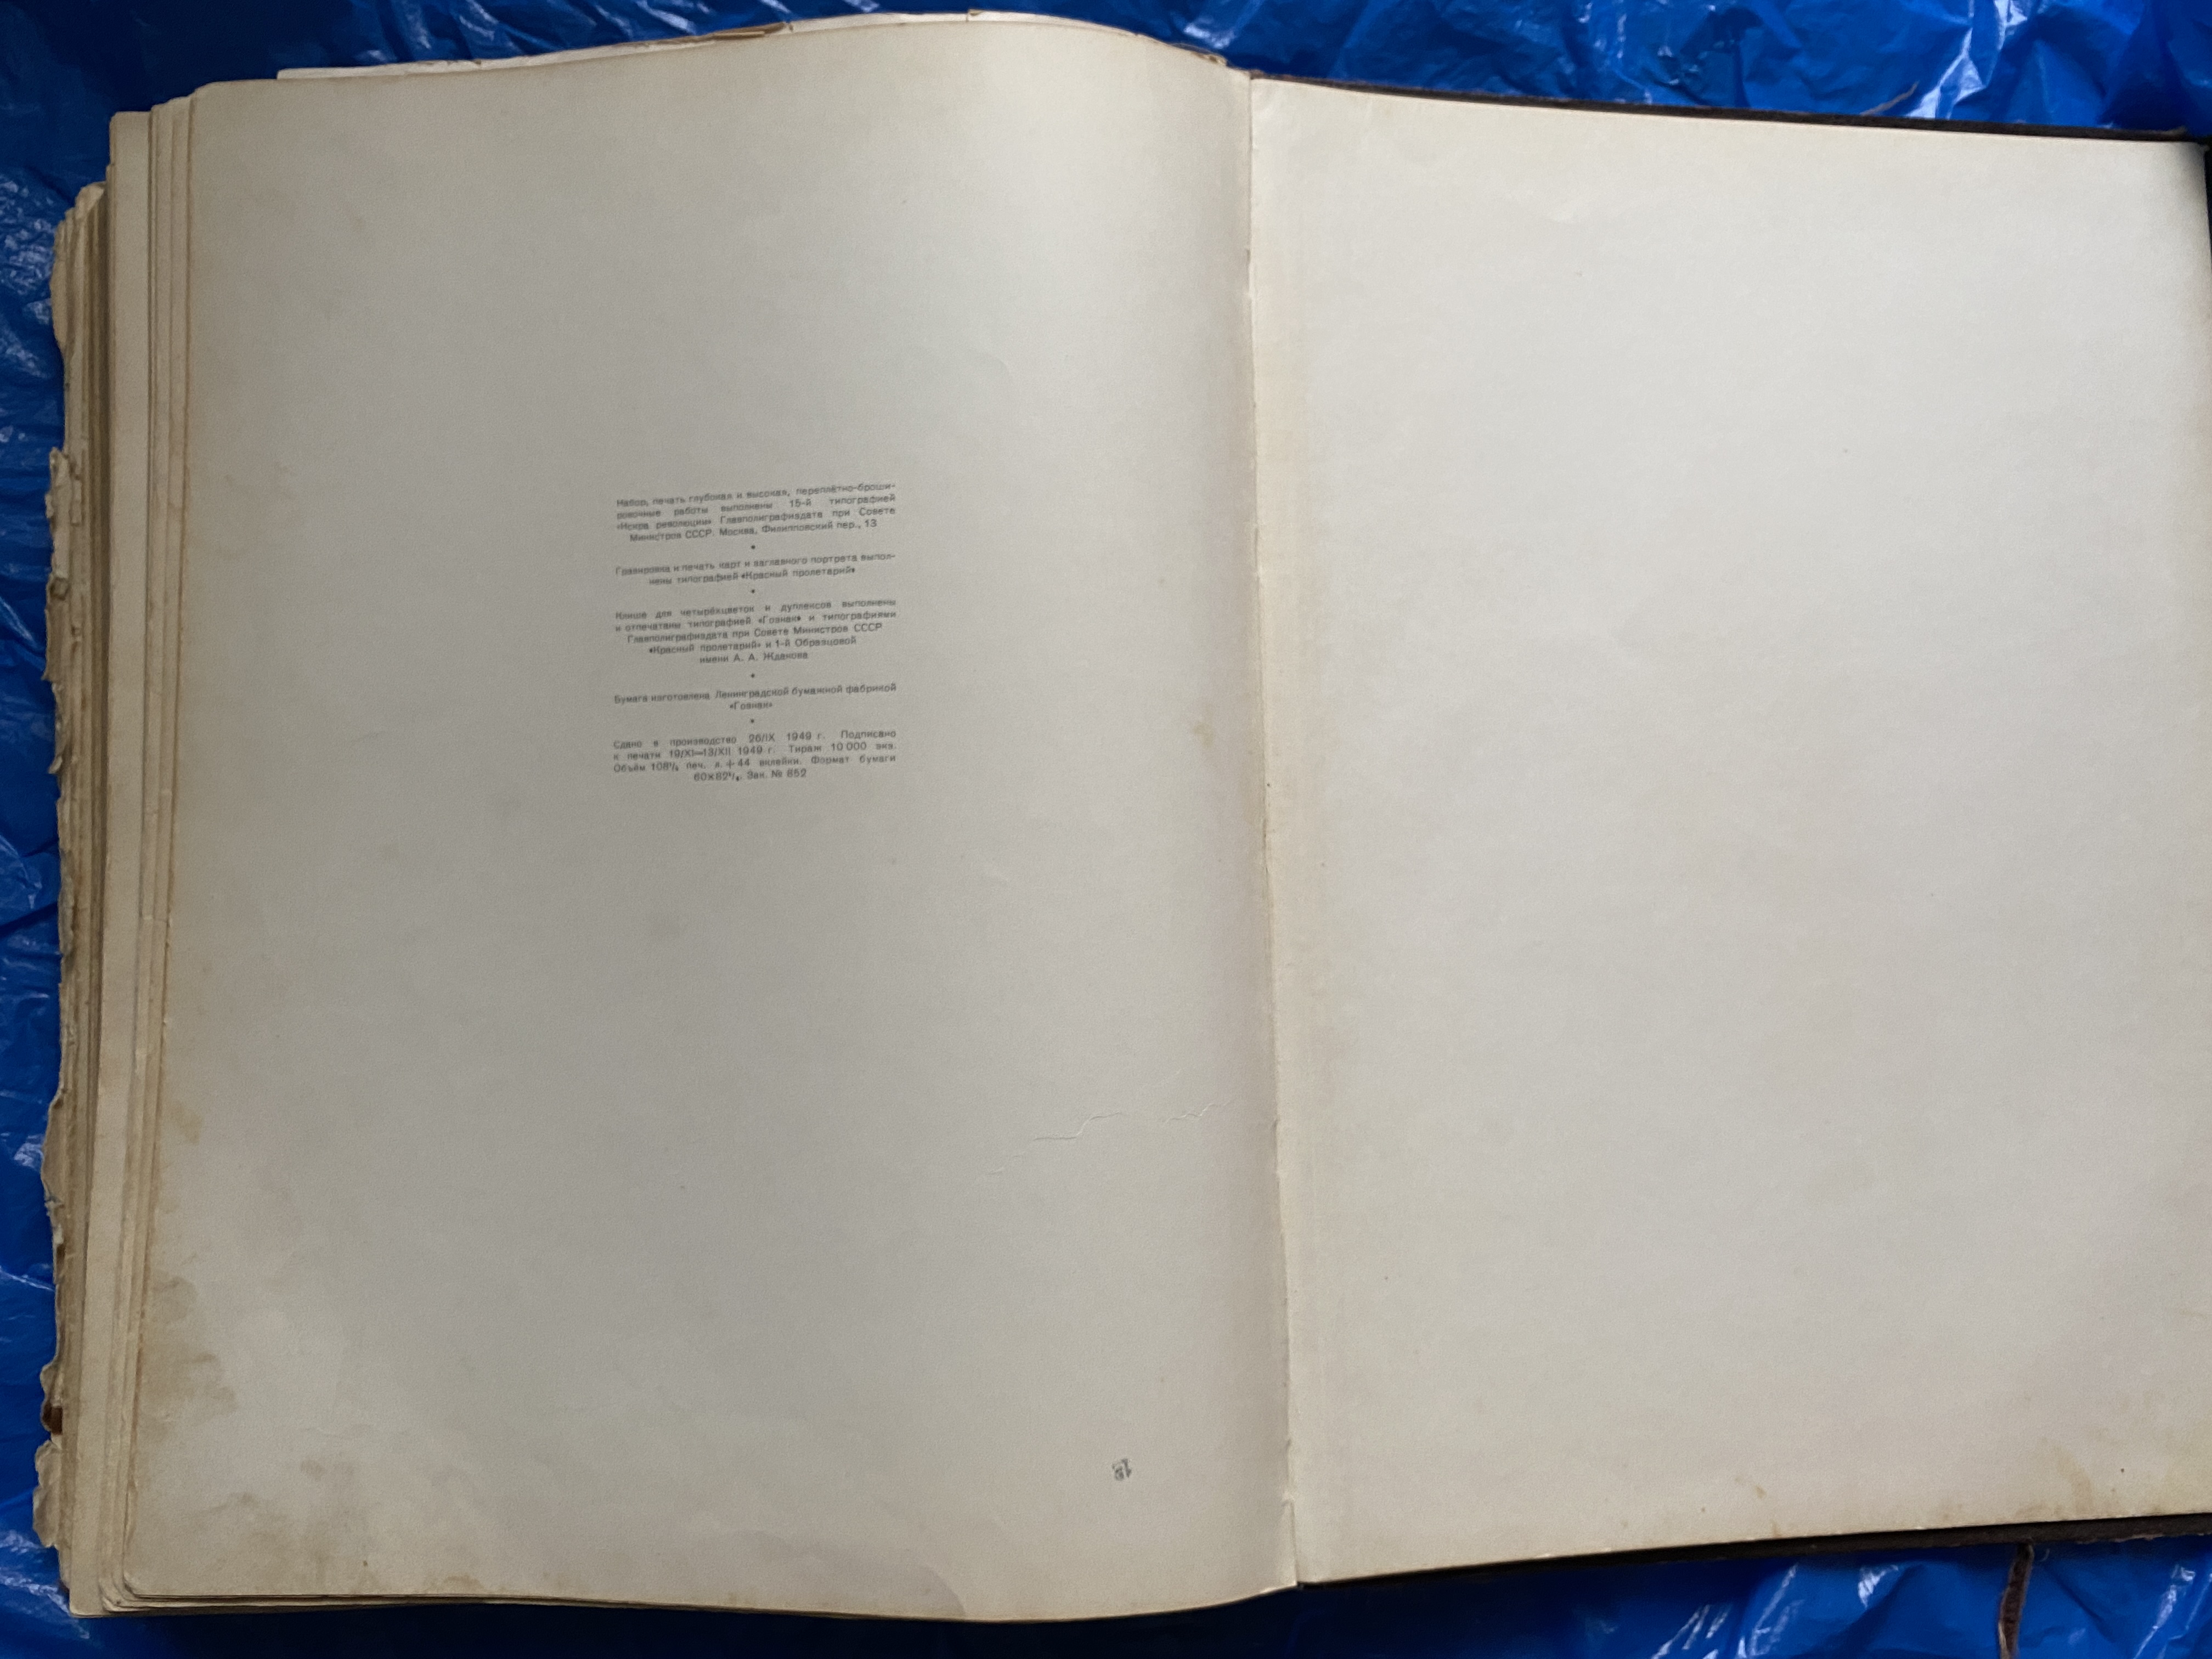 Набор, печать глубокая и высокая, переплётно-броши-
ровочные работы выполнены 15-й типографией
«Искра революции» Главполиграфиздата при Совете
Министров СССР. Москва, Филипповский пер., 13
•
Гравировка и печать карт и заглавного портрета выпол-
нены типографией «Красный пролетарий»
•
Клише для четырёхцветок и дуплексов выполнены
и отпечатаны типографией «Гознак» и типографиями
Главполиграфиздата при Совете Министров СССР
«Красный пролетарий» и 1-й Образцовой
имени А. А. Жданова
•
Бумага изготовлена Ленинградской бумажной фабрикой
«Гознак»
•
Сдано в производство 26/IX 1949 г. Подписано
к печати 19/XI—13/XII 1949 г. Тираж 10 000 экз.
Объём печ. л. + 44 вклейки. Формат бумаги
Зак. № 652